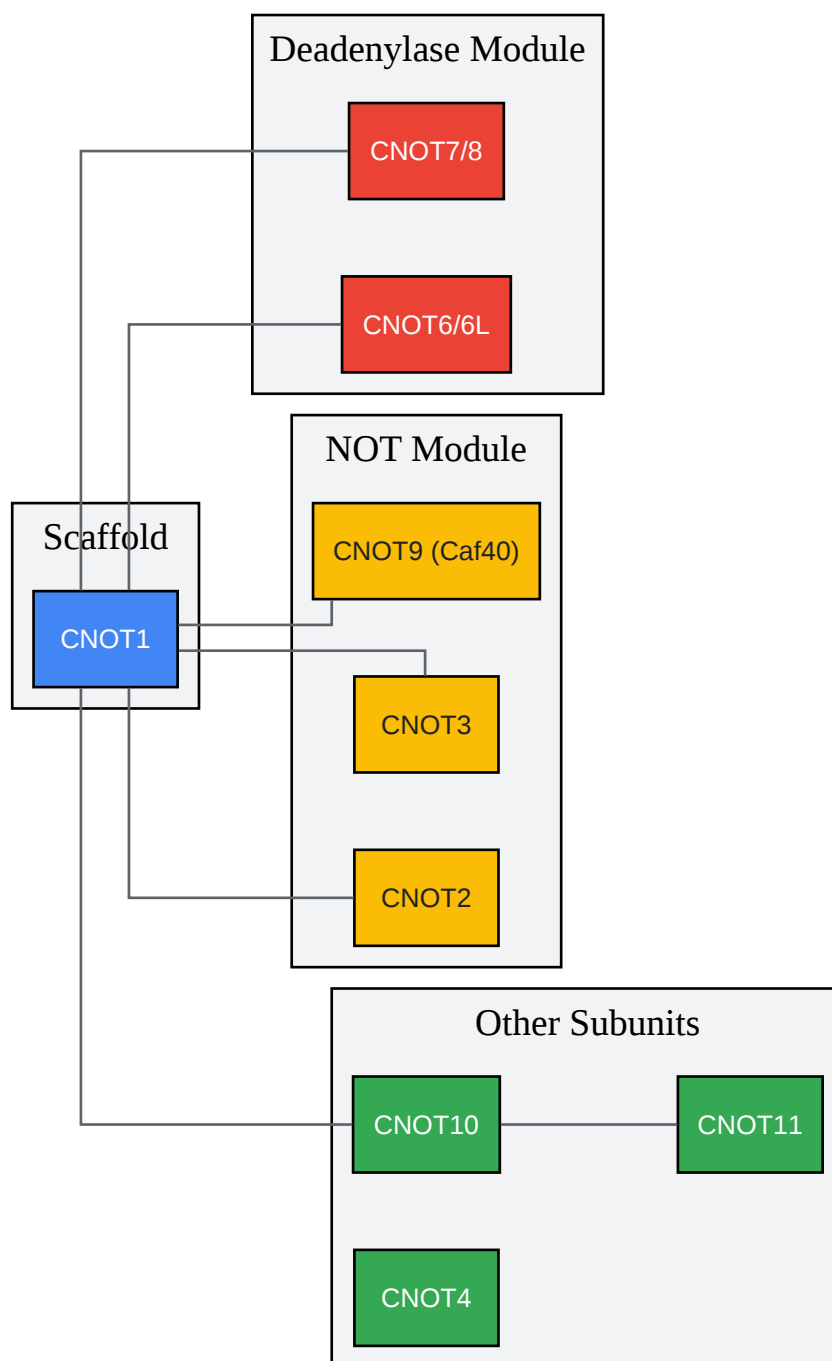 Deadenylase Module
CNOT7/8
CNOT6/6L
NOT Module
CNOT9 (Caf40)
Scaffold
CNOT1
CNOT3
CNOT2
Other Subunits
CNOT10
CNOT11
CNOT4